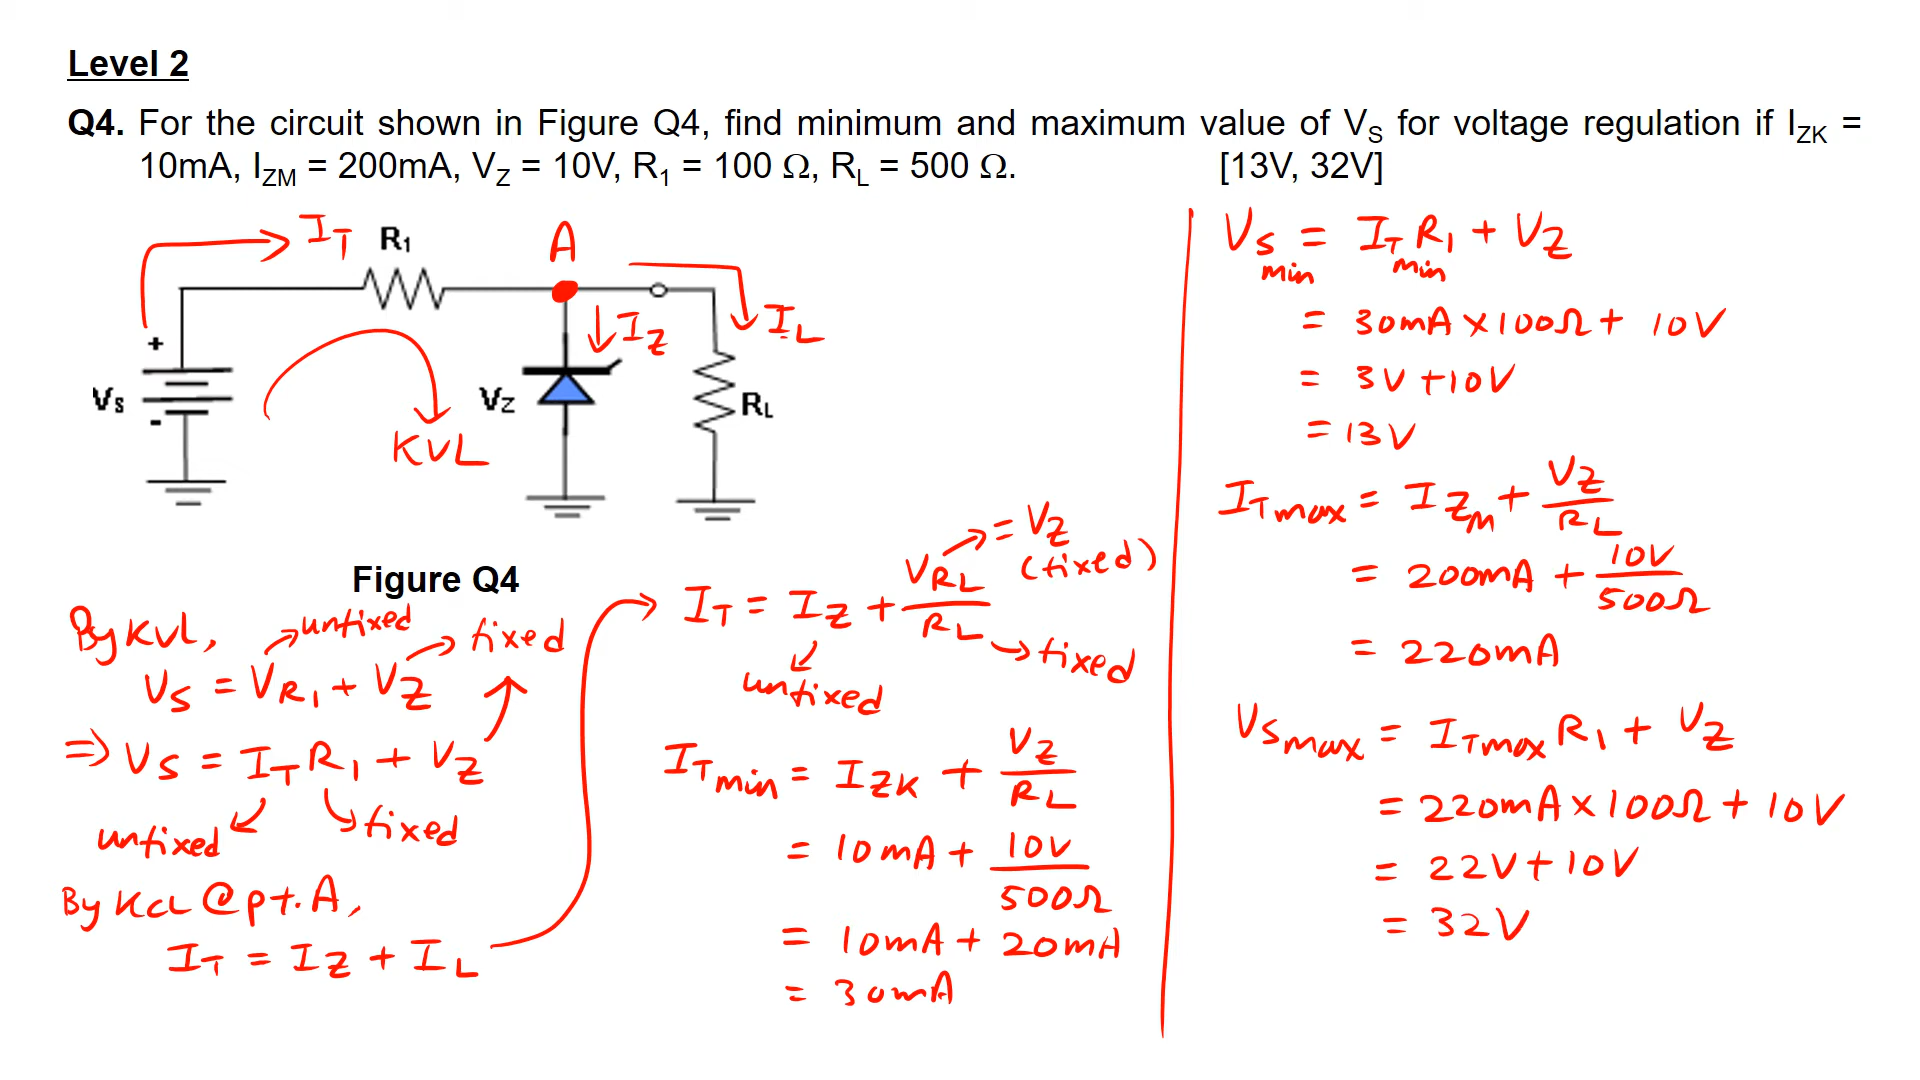 Level 2
Q4. For the circuit shown in Figure Q4, find minimum and maximum value of VS for voltage regulation if IZK =
10mA, IZM = 200mA, VZ = 10V, R1 = 100 Ω, RL = 500 Ω. [13V, 32V]
IT
R1
A
IZ
IL
+
VS
-
VZ
RL
KVL
Figure Q4
By KVL,
unfixed
fixed
VS = VR1 + VZ
⇒ VS = ITR1 + VZ
unfixed
fixed
By KCL @ pt. A,
IT = IZ + IL
IT = IZ + VRL/RL
= VZ
(fixed)
unfixed
fixed
ITmin = IZK + VZ/RL
= 10mA + 10V/500Ω
= 10mA + 20mA
= 30mA
VSmin = ITmin R1 + VZ
= 30mA × 100Ω + 10V
= 3V + 10V
= 13V
ITmax = IZM + VZ/RL
= 200mA + 10V/500Ω
= 220mA
VSmax = ITmax R1 + VZ
= 220mA × 100Ω + 10V
= 22V + 10V
= 32V